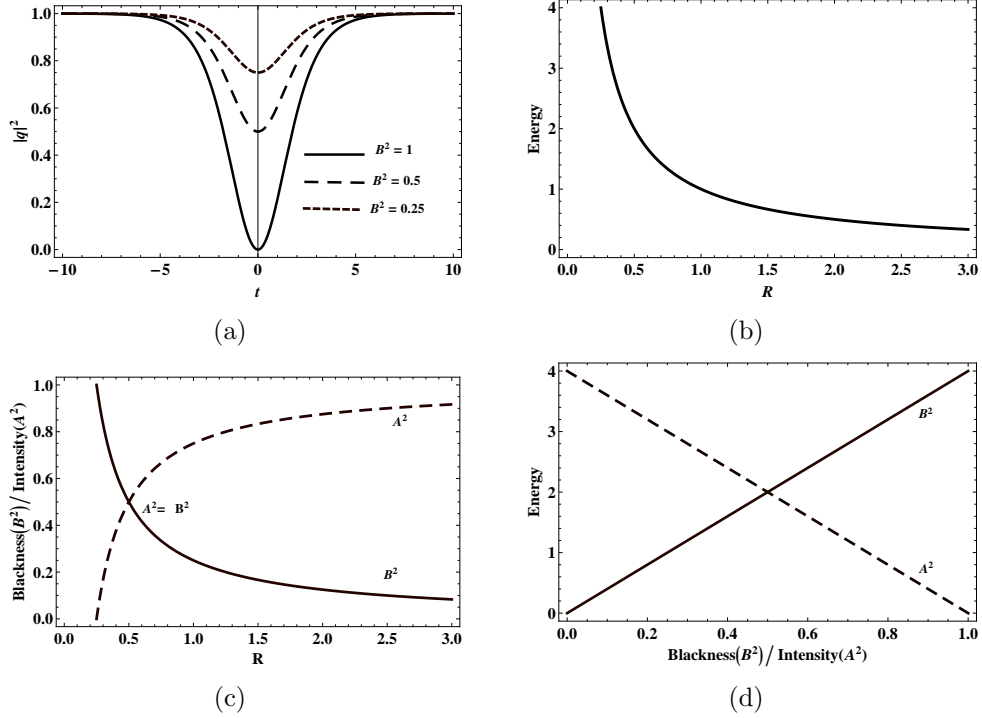 1.0
0.8
0.6
0.4
0.2
0.0
|q|²
B² = 1
B² = 0.5
B² = 0.25
−10 −5 0 5 10
t
(a)
4
3
2
1
0
Energy
0.0 0.5 1.0 1.5 2.0 2.5 3.0
R
(b)
1.0
0.8
0.6
0.4
0.2
0.0
Blackness(B²)/ Intensity(A²)
A²
A²= B²
B²
0.0 0.5 1.0 1.5 2.0 2.5 3.0
R
(c)
4
3
2
1
0
Energy
B²
A²
0.0 0.2 0.4 0.6 0.8 1.0
Blackness(B²)/ Intensity(A²)
(d)